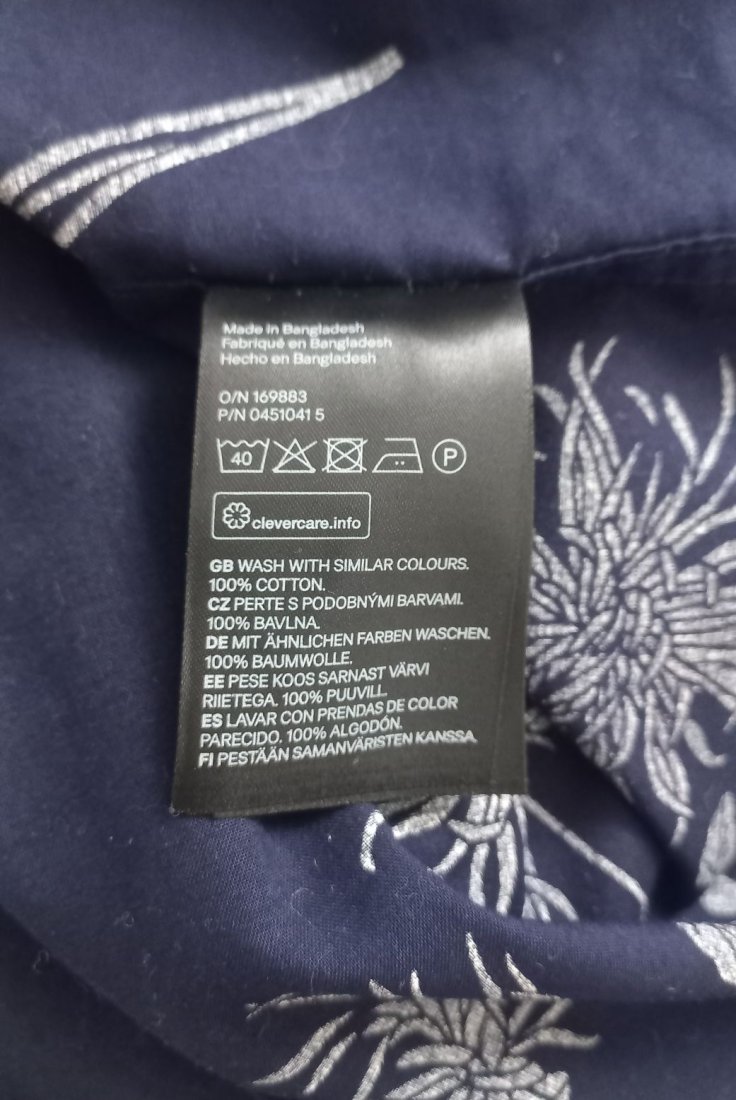 Made in Bangladesh
Fabriqué en Bangladesh
Hecho en Bangladesh
O/N 169883
P/N 0451041 5
40 P
clevercare.info
GB WASH WITH SIMILAR COLOURS.
100% COTTON.
CZ PERTE S PODOBNÝMI BARVAMI.
100% BAVLNA.
DE MIT ÄHNLICHEN FARBEN WASCHEN.
100% BAUMWOLLE.
EE PESE KOOS SARNAST VÄRVI
RIIETEGA. 100% PUUVILL.
ES LAVAR CON PRENDAS DE COLOR
PARECIDO. 100% ALGODÓN.
FI PESTÄÄN SAMANVÄRISTEN KANSSA.